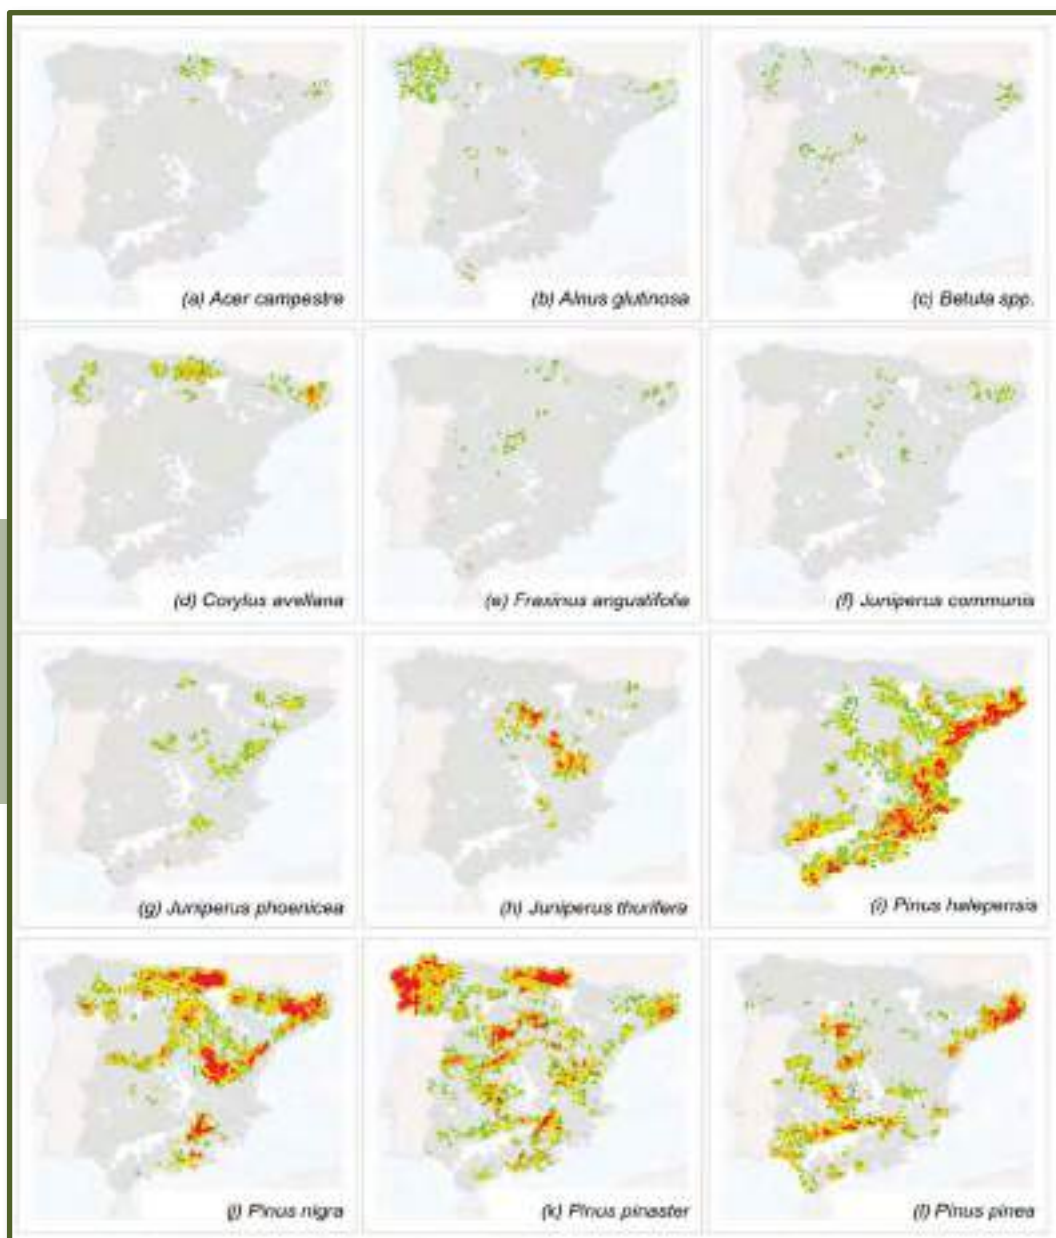 (a) Acer campestre
(b) Alnus glutinosa
(c) Betula spp.
(d) Corylus avellana
(e) Fraxinus angustifolia
(f) Juniperus communis
(g) Juniperus phoenicea
(h) Juniperus thurifera
(i) Pinus halepensis
(j) Pinus nigra
(k) Pinus pinaster
(l) Pinus pinea